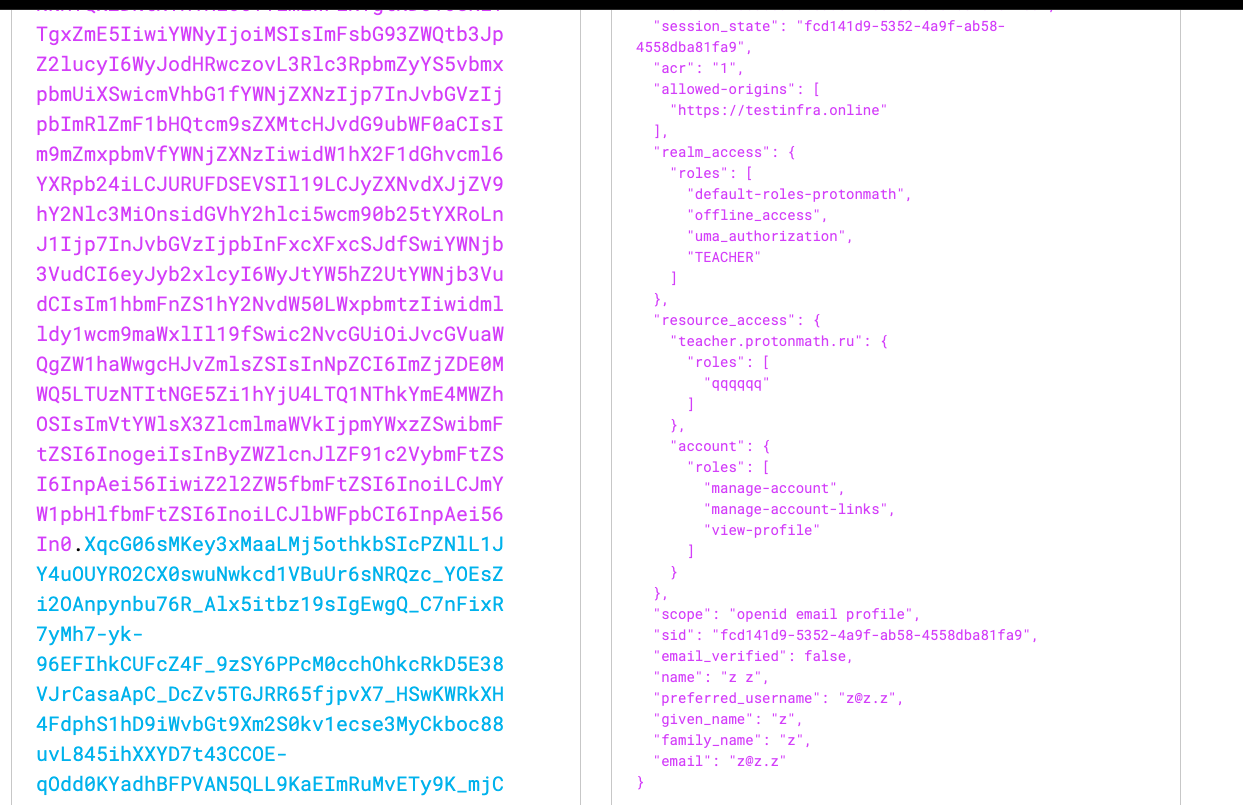 TgxZmE5IiwiYWNyIjoiMSIsImFsbG93ZWQtb3Jp
Z2lucyI6WyJodHRwczovL3Rlc3RpbmZyYS5vbmx
pbmUiXSwicmVhbG1fYWNjZXNzIjp7InJvbGVzIj
pbImRlZmF1bHQtcm9sZXMtcHJvdG9ubWF0aCIsI
m9mZmxpbmVfYWNjZXNzIiwidW1hX2F1dGhvcml6
YXRpb24iLCJURUFDSEVSIl19LCJyZXNvdXJjZV9
hY2Nlc3MiOnsidGVhY2hlci5wcm90b25tYXRoLn
J1Ijp7InJvbGVzIjpbInFxcXFxcSJdfSwiYWNjb
3VudCI6eyJyb2xlcyI6WyJtYW5hZ2UtYWNjb3Vu
dCIsIm1hbmFnZS1hY2NvdW50LWxpbmtzIiwidml
ldy1wcm9maWxlIl19fSwic2NvcGUiOiJvcGVuaW
QgZW1haWwgcHJvZmlsZSIsInNpZCI6ImZjZDE0M
WQ5LTUzNTItNGE5Zi1hYjU4LTQ1NThkYmE4MWZh
OSIsImVtYWlsX3ZlcmlmaWVkIjpmYWxzZSwibmF
tZSI6InogeiIsInByZWZlcnJlZF91c2VybmFtZS
I6InpAei56IiwiZ2l2ZW5fbmFtZSI6InoiLCJmY
W1pbHlfbmFtZSI6InoiLCJlbWFpbCI6InpAei56
In0.XqcG06sMKey3xMaaLMj5othkbSIcPZNlL1J
Y4uOUYRO2CX0swuNwkcd1VBuUr6sNRQzc_YOEsZ
i2OAnpynbu76R_Alx5itbz19sIgEwgQ_C7nFixR
7yMh7-yk-
96EFIhkCUFcZ4F_9zSY6PPcM0cchOhkcRkD5E38
VJrCasaApC_DcZv5TGJRR65fjpvX7_HSwKWRkXH
4FdphS1hD9iWvbGt9Xm2S0kv1ecse3MyCkboc88
uvL845ihXXYD7t43CCOE-
qOdd0KYadhBFPVAN5QLL9KaEImRuMvETy9K_mjC
"session_state": "fcd141d9-5352-4a9f-ab58-
4558dba81fa9",
"acr": "1",
"allowed-origins": [
"https://testinfra.online"
],
"realm_access": {
"roles": [
"default-roles-protonmath",
"offline_access",
"uma_authorization",
"TEACHER"
]
},
"resource_access": {
"teacher.protonmath.ru": {
"roles": [
"qqqqqq"
]
},
"account": {
"roles": [
"manage-account",
"manage-account-links",
"view-profile"
]
}
},
"scope": "openid email profile",
"sid": "fcd141d9-5352-4a9f-ab58-4558dba81fa9",
"email_verified": false,
"name": "z z",
"preferred_username": "z@z.z",
"given_name": "z",
"family_name": "z",
"email": "z@z.z"
}